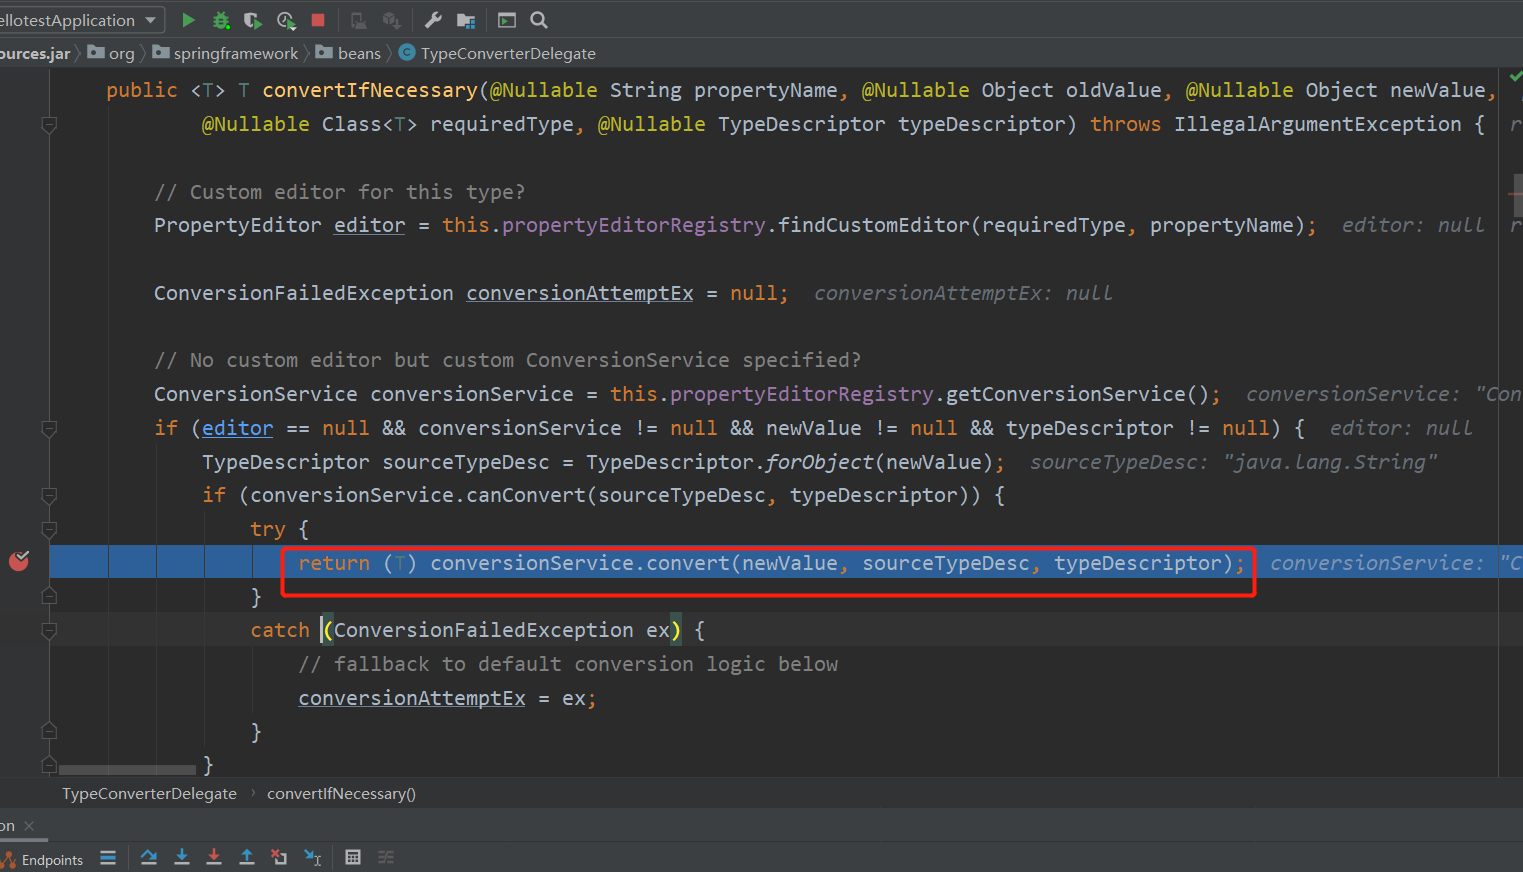 ellotestApplication
ources.jar org springframework beans C TypeConverterDelegate
public <T> T convertIfNecessary(@Nullable String propertyName, @Nullable Object oldValue, @Nullable Object newValue,
@Nullable Class<T> requiredType, @Nullable TypeDescriptor typeDescriptor) throws IllegalArgumentException { r
// Custom editor for this type?
PropertyEditor editor = this.propertyEditorRegistry.findCustomEditor(requiredType, propertyName); editor: null r
ConversionFailedException conversionAttemptEx = null; conversionAttemptEx: null
// No custom editor but custom ConversionService specified?
ConversionService conversionService = this.propertyEditorRegistry.getConversionService(); conversionService: "Con
if (editor == null && conversionService != null && newValue != null && typeDescriptor != null) { editor: null
TypeDescriptor sourceTypeDesc = TypeDescriptor.forObject(newValue); sourceTypeDesc: "java.lang.String"
if (conversionService.canConvert(sourceTypeDesc, typeDescriptor)) {
try {
return (T) conversionService.convert(newValue, sourceTypeDesc, typeDescriptor); conversionService: "C
}
catch (ConversionFailedException ex) {
// fallback to default conversion logic below
conversionAttemptEx = ex;
}
}
TypeConverterDelegate › convertIfNecessary()
on ×
Endpoints